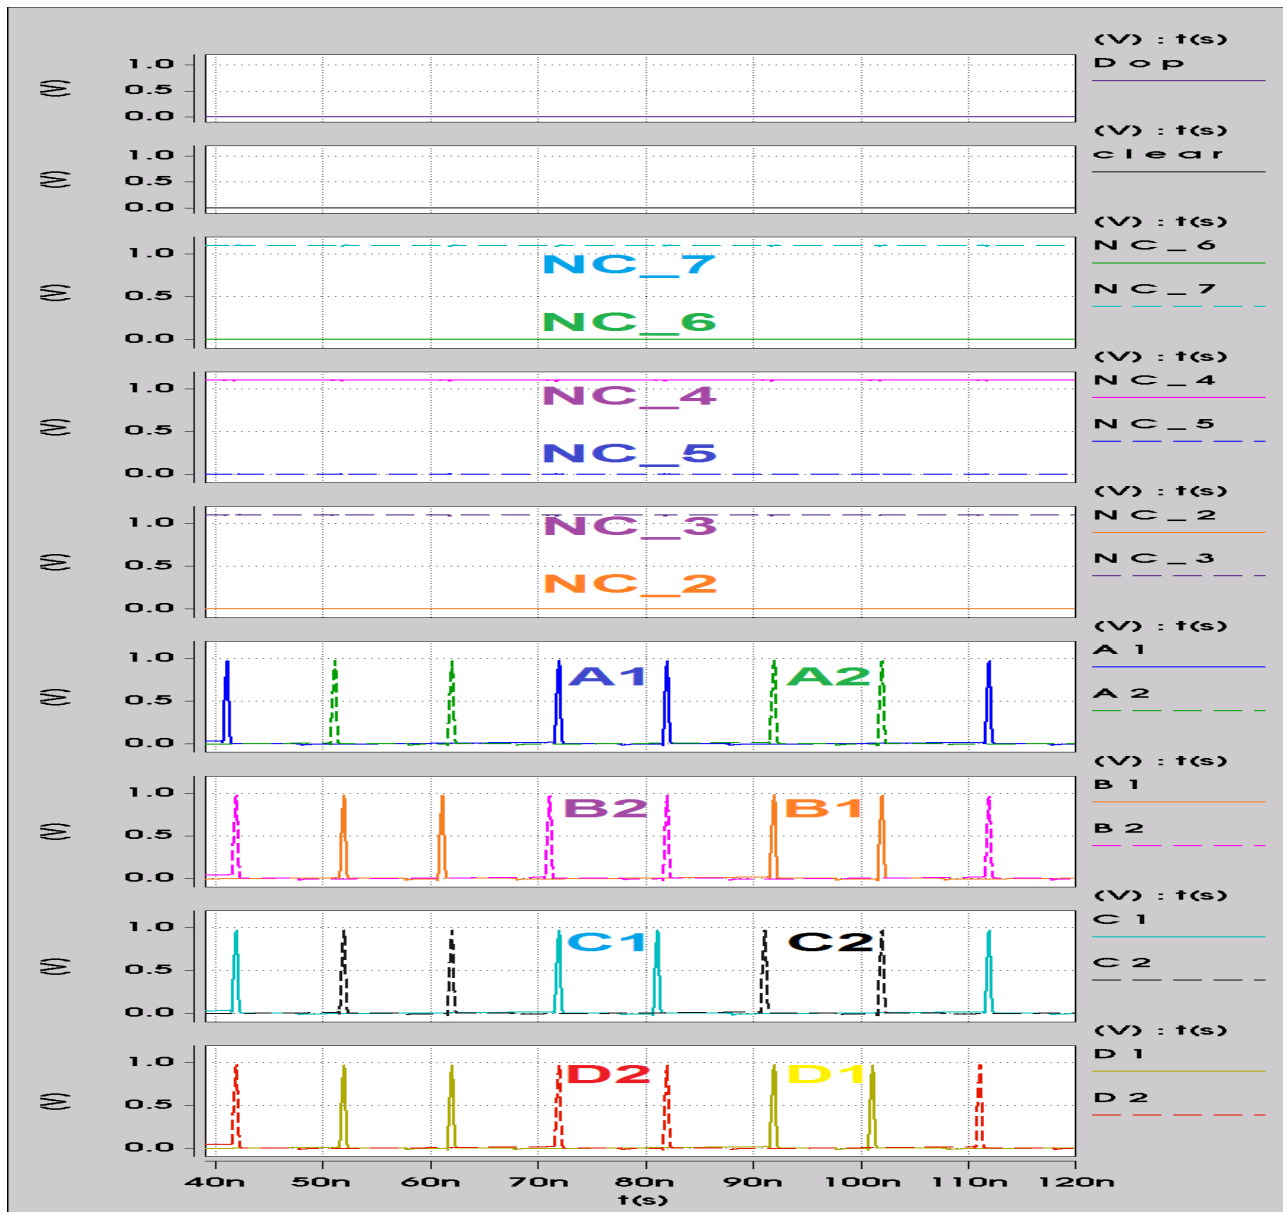 (V) : t(s)
Dop
(V)
1.0
0.5
0.0
(V) : t(s)
clear
(V)
1.0
0.5
0.0
(V) : t(s)
NC_6
NC_7
(V)
1.0
0.5
0.0
NC_7
NC_6
(V) : t(s)
NC_4
NC_5
(V)
1.0
0.5
0.0
NC_4
NC_5
(V) : t(s)
NC_2
NC_3
(V)
1.0
0.5
0.0
NC_3
NC_2
(V) : t(s)
A1
A2
(V)
1.0
0.5
0.0
A1 A2
(V) : t(s)
B1
B2
(V)
1.0
0.5
0.0
B2 B1
(V) : t(s)
C1
C2
(V)
1.0
0.5
0.0
C1 C2
(V) : t(s)
D1
D2
(V)
1.0
0.5
0.0
D2 D1
40n 50n 60n 70n 80n 90n 100n 110n 120n
t(s)